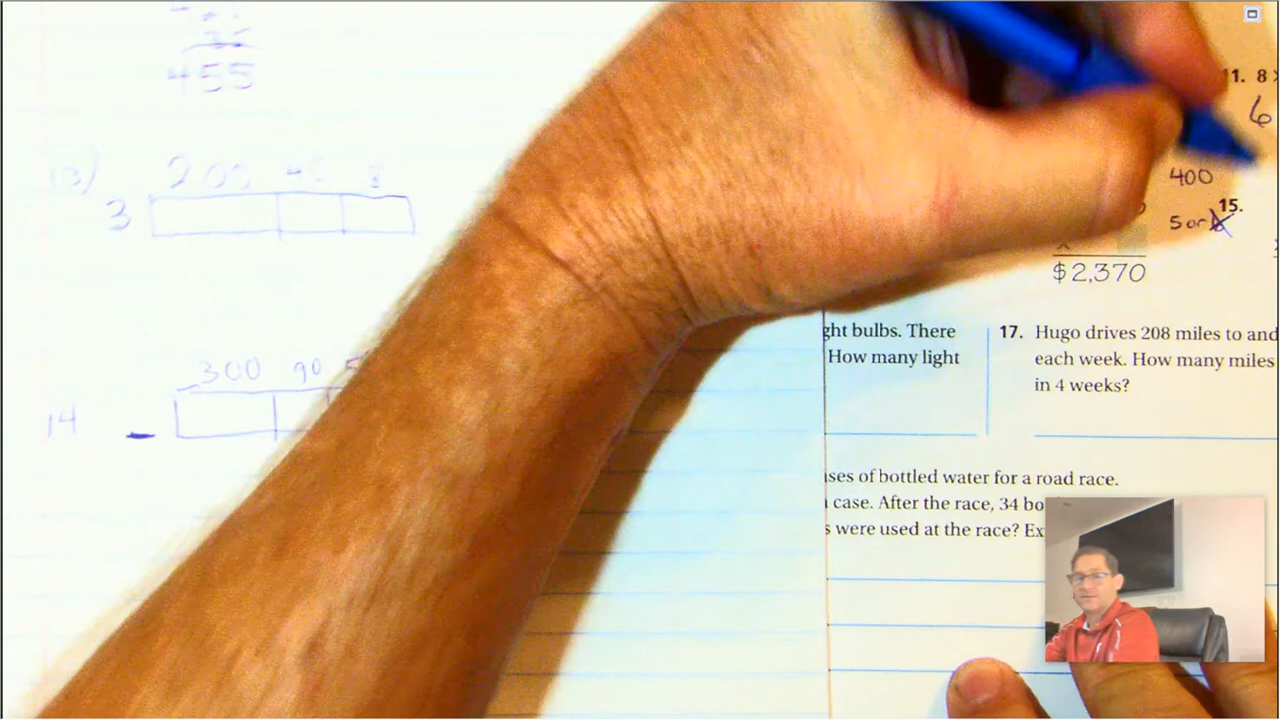 455
13)
200
3
300 90
14
11. 8
6
400
15.
5 or
$2,370
ght bulbs. There
How many light
17. Hugo drives 208 miles to and
each week. How many miles
in 4 weeks?
ses of bottled water for a road race.
case. After the race, 34 bo
s were used at the race? Ex